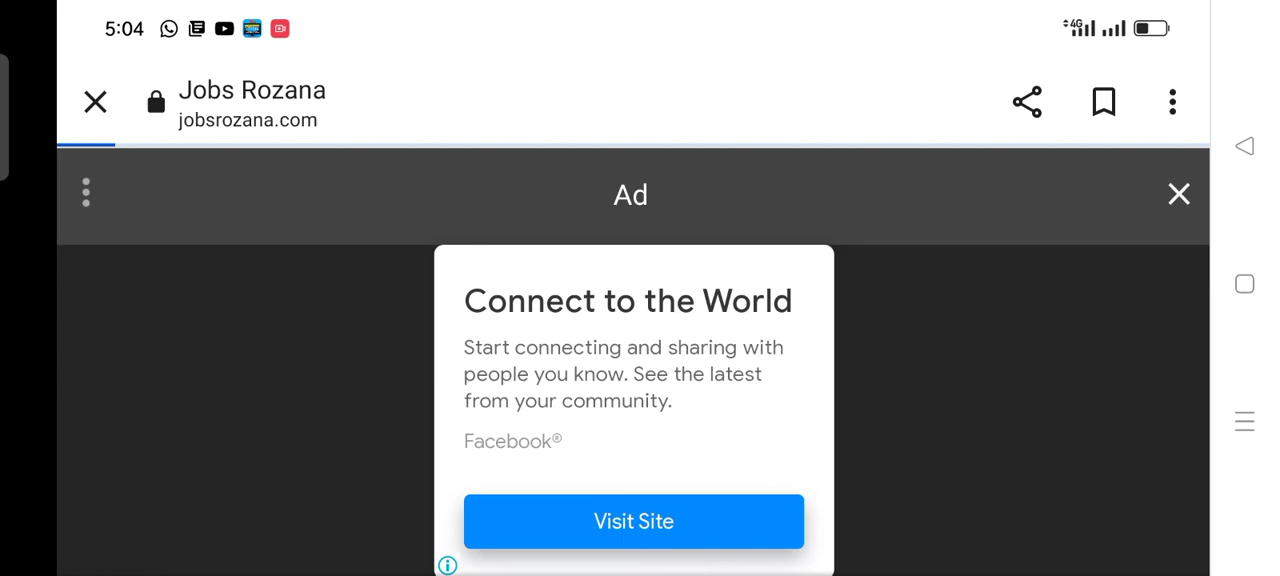 5:04
4G
Jobs Rozana
jobsrozana.com
Ad
Connect to the World
Start connecting and sharing with
people you know. See the latest
from your community.
Facebook®
Visit Site